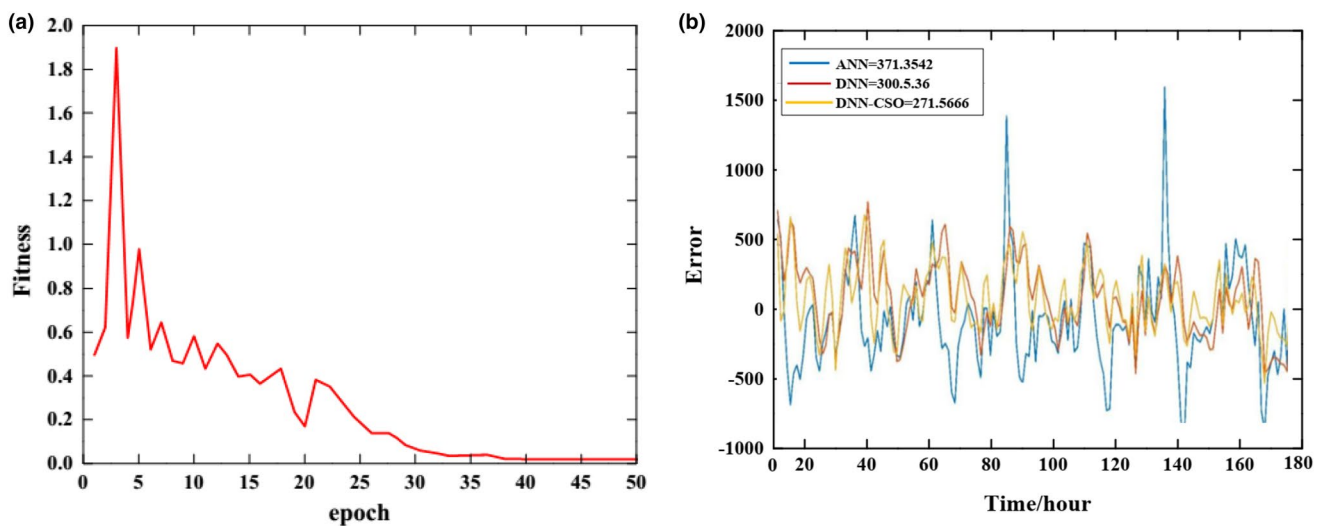 (a)
2.0
1.8
1.6
1.4
1.2
1.0
0.8
0.6
0.4
0.2
0.0
Fitness
0 5 10 15 20 25 30 35 40 45 50
epoch
(b)
2000
1500
1000
500
0
-500
-1000
Error
ANN=371.3542
DNN=300.5.36
DNN-CSO=271.5666
0 20 40 60 80 100 120 140 160 180
Time/hour